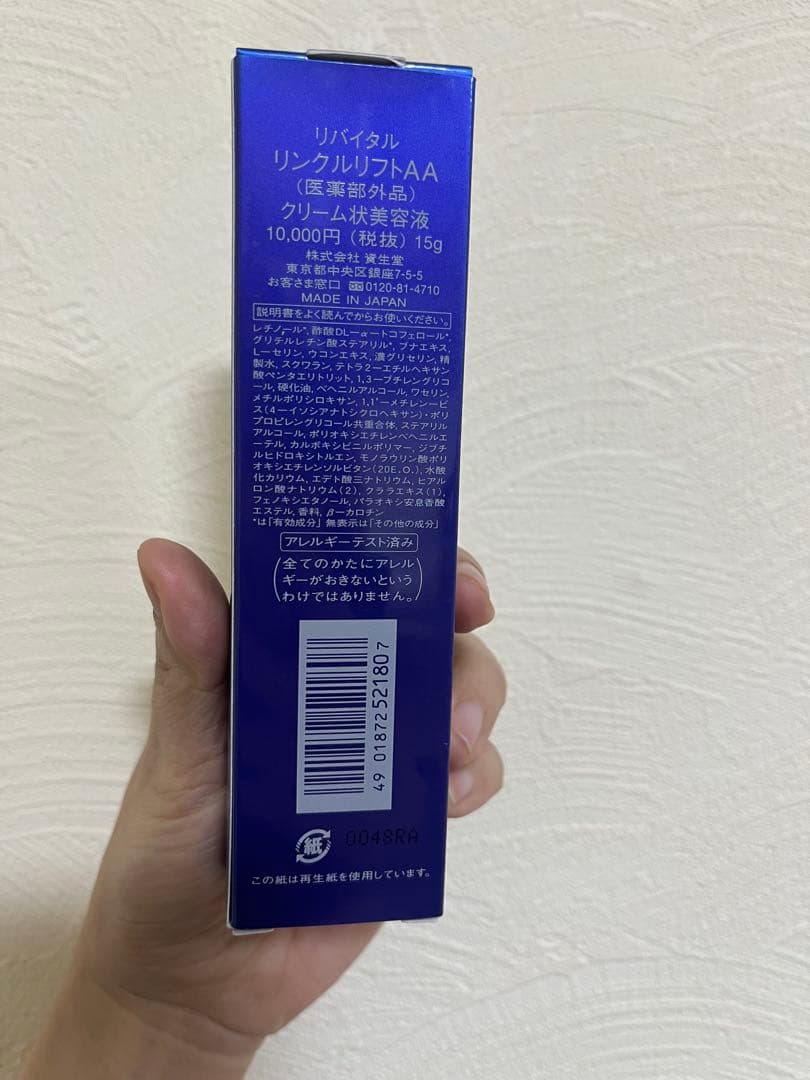 リバイタル
リンクルリフトAA
(医薬部外品)
クリーム状美容液
10,000円(税抜)15g
株式会社 資生堂
東京都中央区銀座7-5-5
お客さま窓口 0120-81-4710
MADE IN JAPAN
説明書をよく読んでからお使いください。
レチノール*, 酢酸DL-α-トコフェロール*,
グリチルレチン酸ステアリル*, ブナエキス,
L-セリン, ウコンエキス, 濃グリセリン, 精
製水, スクワラン, テトラ2-エチルヘキサン
酸ペンタエリトリット, 1,3-ブチレングリコ
ール, 硬化油, ベヘニルアルコール, ワセリン,
メチルポリシロキサン, 1,1'-メチレン-ビ
ス(4-イソシアナトシクロヘキサン)・ポリ
プロピレングリコール共重合体, ステアリル
アルコール, ポリオキシエチレンベヘニルエ
ーテル, カルボキシビニルポリマー, ジブチ
ルヒドロキシトルエン, モノラウリン酸ポリ
オキシエチレンソルビタン(20E.O.), 水酸
化カリウム, エデト酸三ナトリウム, ヒアル
ロン酸ナトリウム(2), クララエキス(1),
フェノキシエタノール, パラオキシ安息香酸
エステル, 香料, β-カロチン
*は「有効成分」無表示は「その他の成分」
アレルギーテスト済み
(全てのかたにアレル
ギーがおきないという
わけではありません。)
49 01872 52180 7
紙
0048RA
この紙は再生紙を使用しています。